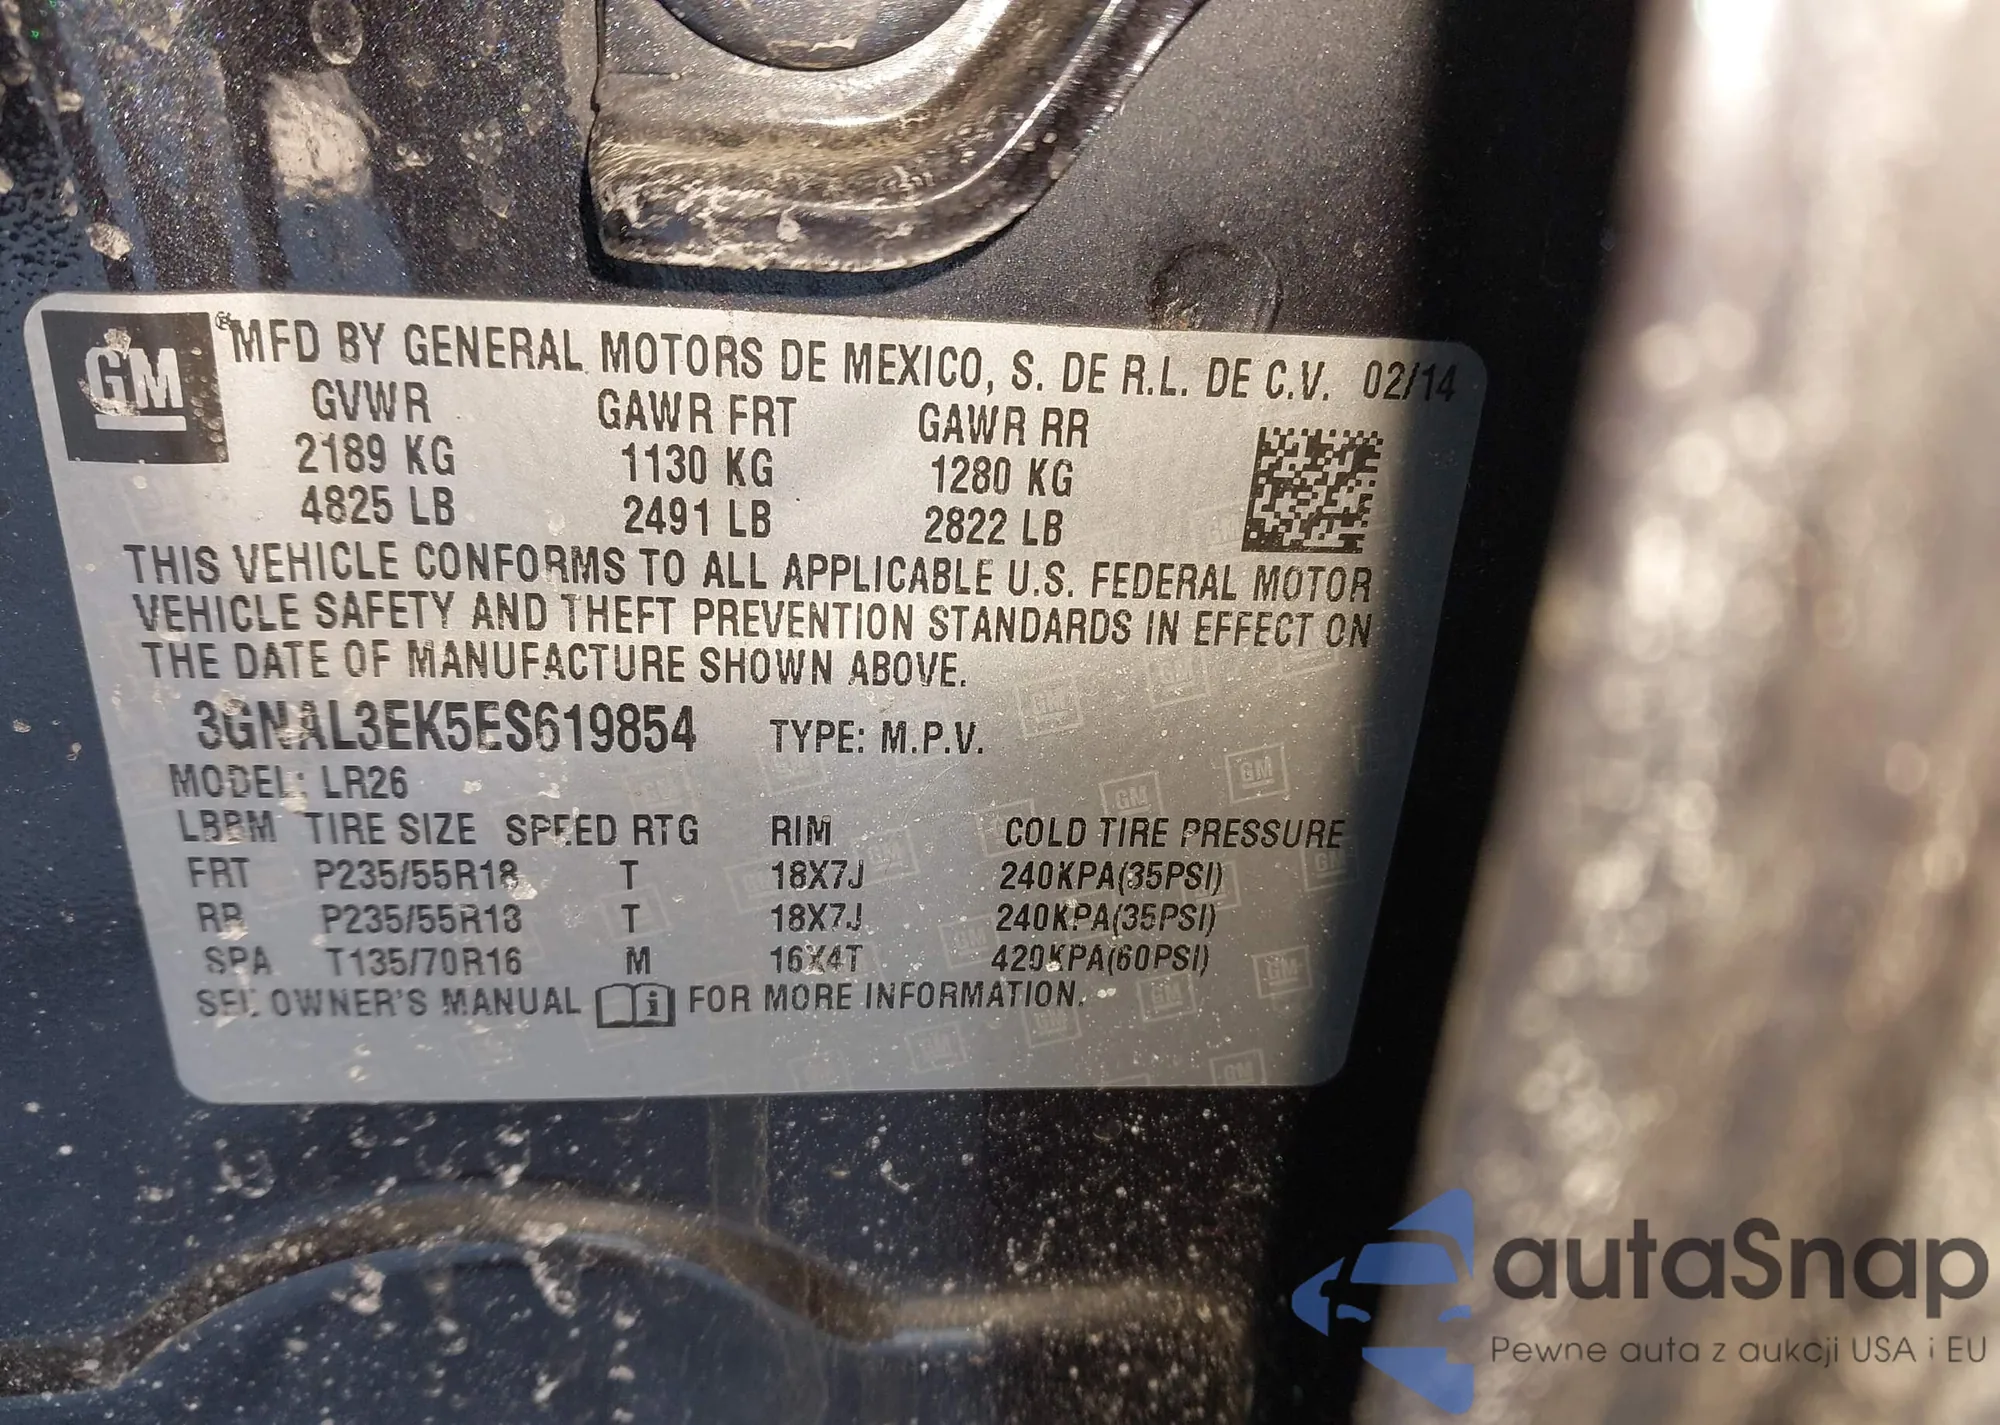 GM
MFD BY GENERAL MOTORS DE MEXICO, S. DE R.L. DE C.V. 02/14
GVWR GAWR FRT GAWR RR
2189 KG 1130 KG 1280 KG
4825 LB 2491 LB 2822 LB
THIS VEHICLE CONFORMS TO ALL APPLICABLE U.S. FEDERAL MOTOR
VEHICLE SAFETY AND THEFT PREVENTION STANDARDS IN EFFECT ON
THE DATE OF MANUFACTURE SHOWN ABOVE.
3GNAL3EK5ES619854 TYPE: M.P.V.
MODEL: LR26
TIRE SIZE SPEED RTG RIM COLD TIRE PRESSURE
FRT P235/55R18 T 18X7J 240KPA(35PSI)
RR P235/55R18 T 18X7J 240KPA(35PSI)
SPA T135/70R16 M 16X4T 420KPA(60PSI)
SEE OWNER'S MANUAL FOR MORE INFORMATION.
autaSnap
Pewne auta z aukcji USA i EU